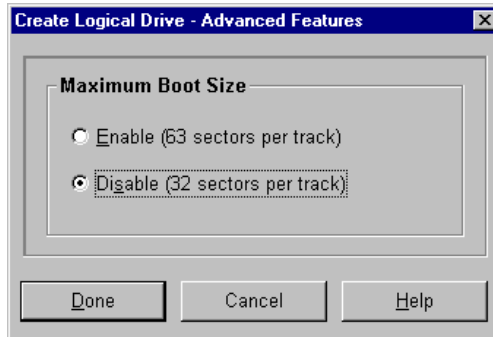 Create Logical Drive - Advanced Features
Maximum Boot Size
Enable (63 sectors per track)
Disable (32 sectors per track)
Done
Cancel
Help